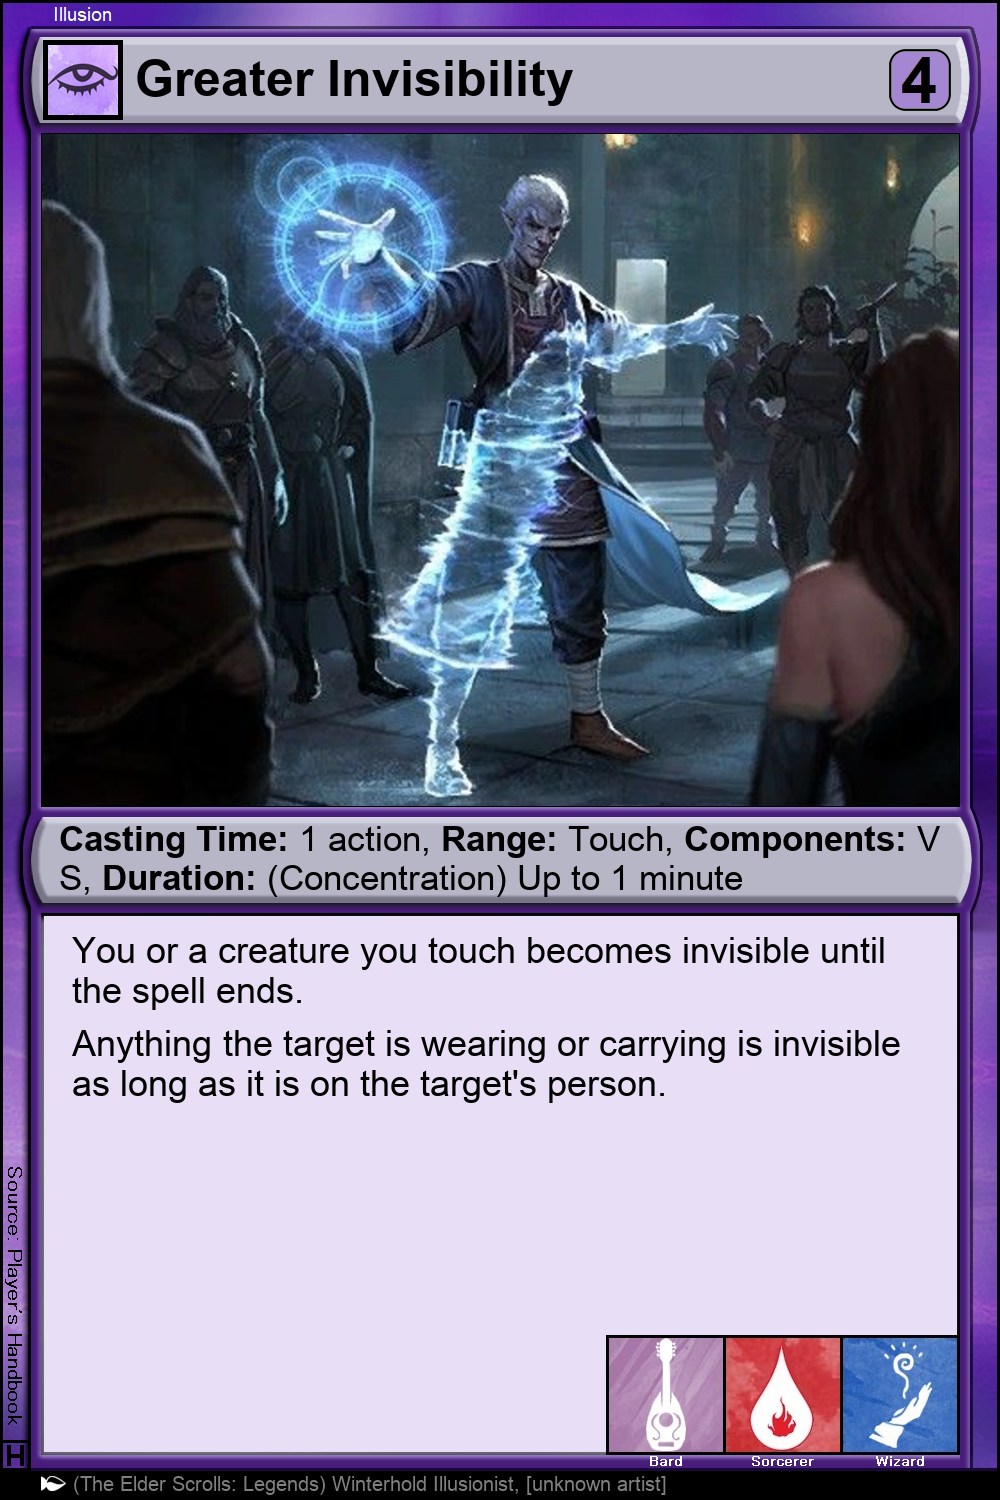 Illusion
Greater Invisibility
4
Casting Time: 1 action, Range: Touch, Components: V
S, Duration: (Concentration) Up to 1 minute
You or a creature you touch becomes invisible until
the spell ends.
Anything the target is wearing or carrying is invisible
as long as it is on the target's person.
Source: Player's Handbook
H
Bard
Sorcerer
Wizard
(The Elder Scrolls: Legends) Winterhold Illusionist, [unknown artist]